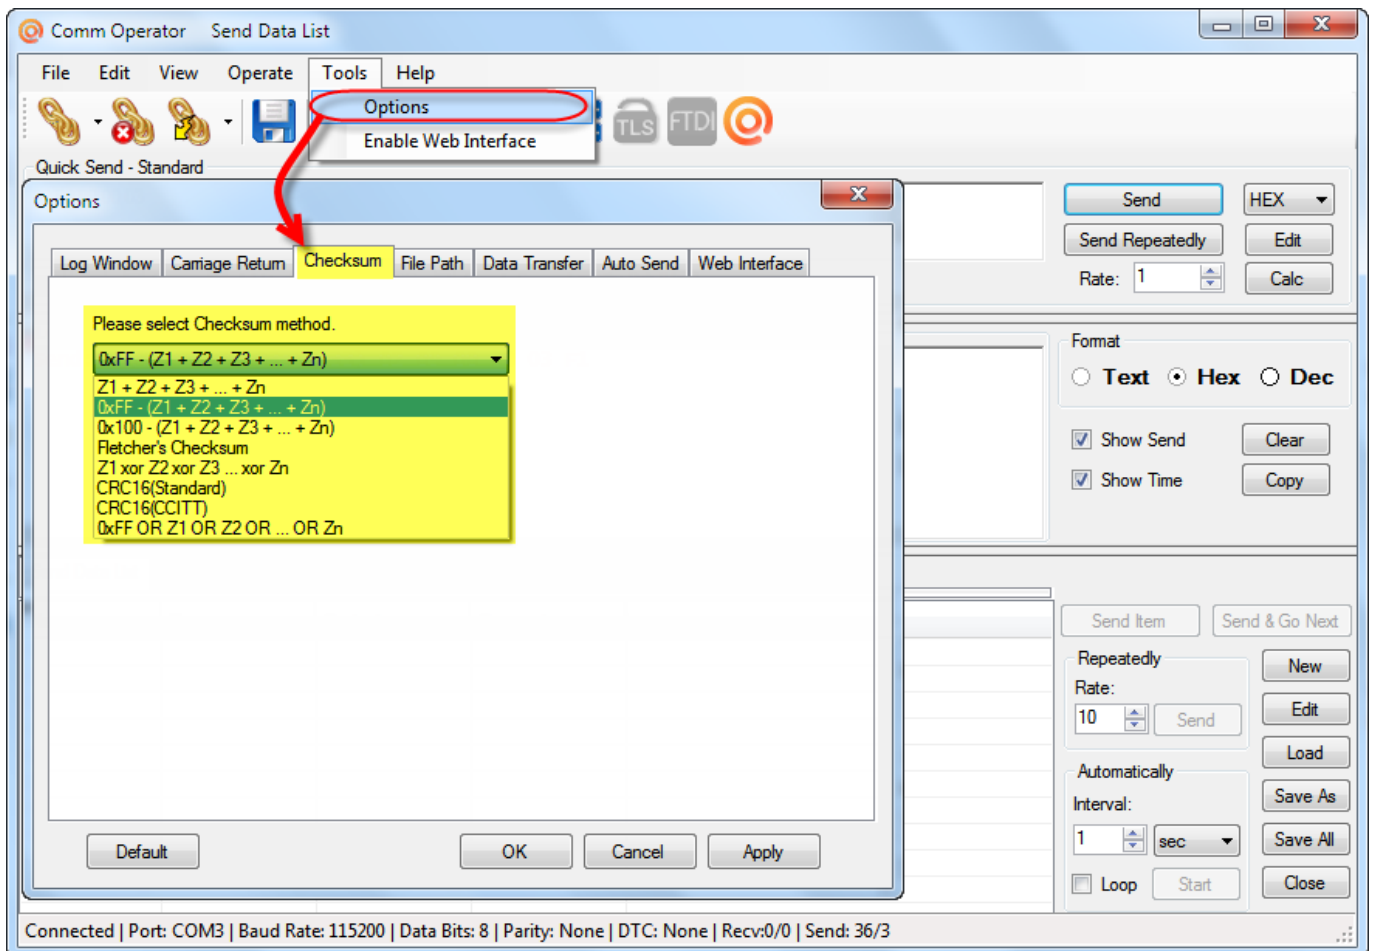 Comm Operator Send Data List
File Edit View Operate Tools Help
Options
Enable Web Interface
TLS FTDI
Quick Send - Standard
Options
Send HEX
Send Repeatedly Edit
Rate: 1 Calc
Log Window Carriage Return Checksum File Path Data Transfer Auto Send Web Interface
Please select Checksum method.
0xFF - (Z1 + Z2 + Z3 + ... + Zn)
Z1 + Z2 + Z3 + ... + Zn
0xFF - (Z1 + Z2 + Z3 + ... + Zn)
0x100 - (Z1 + Z2 + Z3 + ... + Zn)
Fletcher's Checksum
Z1 xor Z2 xor Z3 ... xor Zn
CRC16(Standard)
CRC16(CCITT)
0xFF OR Z1 OR Z2 OR ... OR Zn
Format
Text Hex Dec
Show Send Clear
Show Time Copy
Send Item Send & Go Next
Repeatedly
Rate:
10 Send
New
Edit
Load
Automatically
Interval:
1 sec
Loop Start
Save As
Save All
Close
Default OK Cancel Apply
Connected | Port: COM3 | Baud Rate: 115200 | Data Bits: 8 | Parity: None | DTC: None | Recv:0/0 | Send: 36/3